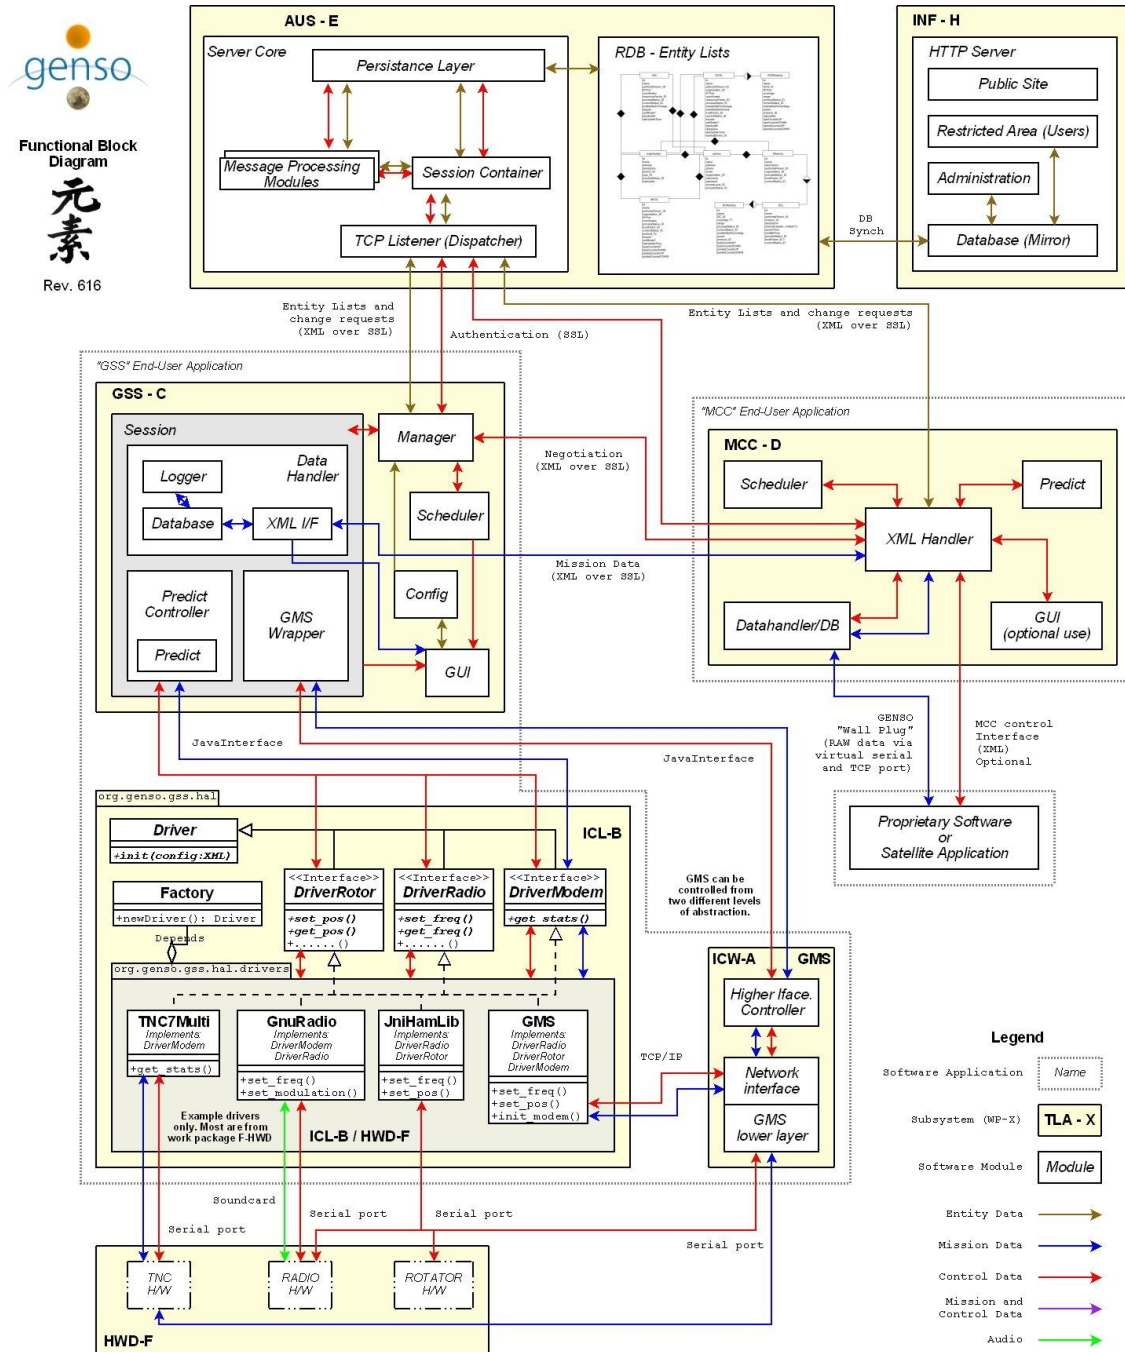 genso
Functional Block
Diagram
元素
Rev. 616
AUS - E
Server Core
Persistance Layer
Message Processing
Modules
Session Container
TCP Listener (Dispatcher)
RDB - Entity Lists
INF - H
HTTP Server
Public Site
Restricted Area (Users)
Administration
Database (Mirror)
DB
Synch
Entity Lists and
change requests
(XML over SSL)
Authentication (SSL)
Entity Lists and change requests
(XML over SSL)
"GSS" End-User Application
GSS - C
Session
Data
Handler
Logger
Database
XML I/F
Predict
Controller
Predict
GMS
Wrapper
Manager
Scheduler
Config
GUI
Negotiation
(XML over SSL)
Mission Data
(XML over SSL)
"MCC" End-User Application
MCC - D
Scheduler
Predict
XML Handler
Datahandler/DB
GUI
(optional use)
JavaInterface
JavaInterface
GENSO
"Wall Plug"
(RAW data via
virtual serial
and TCP port)
MCC control
Interface
(XML)
Optional
Proprietary Software
or
Satellite Application
org.genso.gss.hal
ICL-B
Driver
+init(config:XML)
Factory
+newDriver(): Driver
Depends
<<Interface>>
DriverRotor
+set_pos()
+get_pos()
+......()
<<Interface>>
DriverRadio
+set_freq()
+get_freq()
+......()
<<Interface>>
DriverModem
+get_stats()
GMS can be
controlled from
two different levels
of abstraction.
org.genso.gss.hal.drivers
TNC7Multi
Implements:
DriverModem
+get_stats()
GnuRadio
Implements:
DriverModem
DriverRadio
+set_freq()
+set_modulation()
JniHamLib
Implements:
DriverRadio
DriverRotor
+set_freq()
+set_pos()
GMS
Implements:
DriverRadio
DriverRotor
DriverModem
+set_freq()
+set_pos()
+init_modem()
Example drivers
only. Most are from
work package F-HWD
ICL-B / HWD-F
TCP/IP
ICW-A
GMS
Higher Iface.
Controller
Network
interface
GMS
lower layer
Soundcard
Serial port
Serial port
Serial port
Serial port
TNC
H/W
RADIO
H/W
ROTATOR
H/W
HWD-F
Legend
Software Application
Name
Subsystem (WP-X)
TLA - X
Software Module
Module
Entity Data
Mission Data
Control Data
Mission and
Control Data
Audio